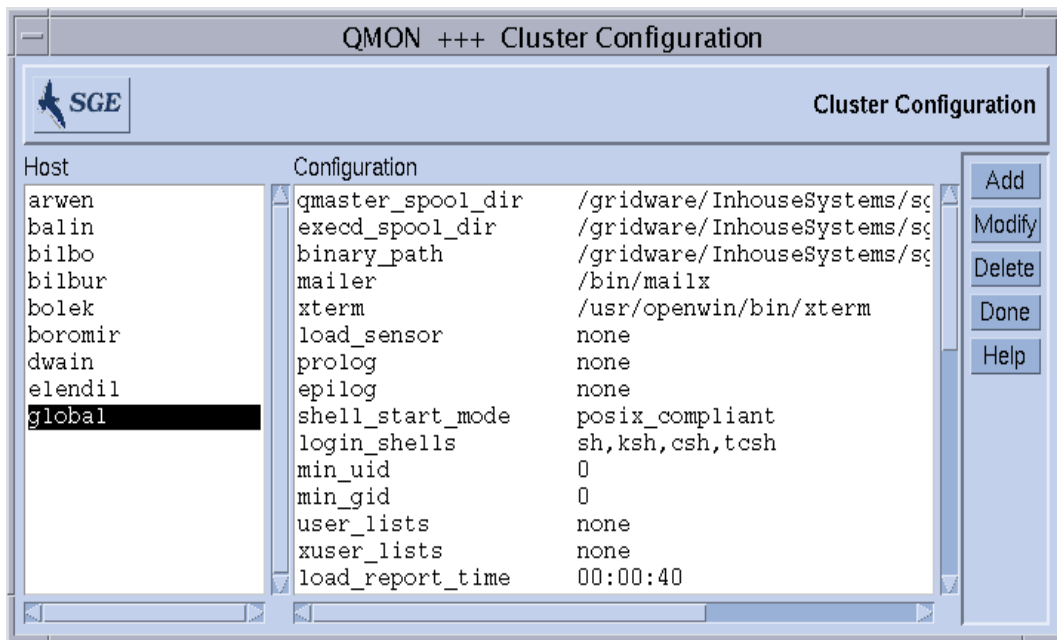 QMON +++ Cluster Configuration
SGE
Cluster Configuration
Host
arwen
balin
bilbo
bilbur
bolek
boromir
dwain
elendil
global
Configuration
qmaster_spool_dir /gridware/InhouseSystems/sg
execd_spool_dir /gridware/InhouseSystems/sg
binary_path /gridware/InhouseSystems/sg
mailer /bin/mailx
xterm /usr/openwin/bin/xterm
load_sensor none
prolog none
epilog none
shell_start_mode posix_compliant
login_shells sh,ksh,csh,tcsh
min_uid 0
min_gid 0
user_lists none
xuser_lists none
load_report_time 00:00:40
Add
Modify
Delete
Done
Help